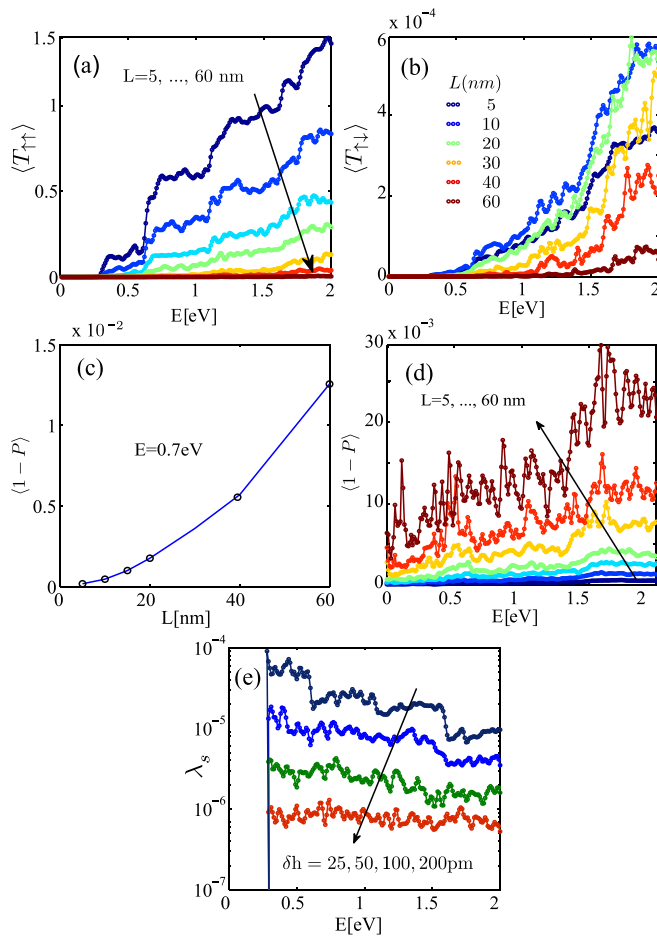 (a)
L=5, ..., 60 nm
⟨T↑↑⟩
1.5
1
0.5
0
0.5
1
1.5
2
E[eV]
x 10⁻⁴
(b)
L(nm)
5
10
20
30
40
60
⟨T↑↓⟩
6
4
2
0
0
0.5
1
1.5
2
E[eV]
x 10⁻²
(c)
E=0.7eV
⟨1 − P⟩
1.5
1
0.5
0
0
20
40
60
L[nm]
x 10⁻³
(d)
L=5, ..., 60 nm
⟨1 − P⟩
30
20
10
0
0
0.5
1
1.5
2
E[eV]
(e)
λₛ
10⁻⁴
10⁻⁵
10⁻⁶
10⁻⁷
δh = 25, 50, 100, 200pm
0
0.5
1
1.5
2
E[eV]